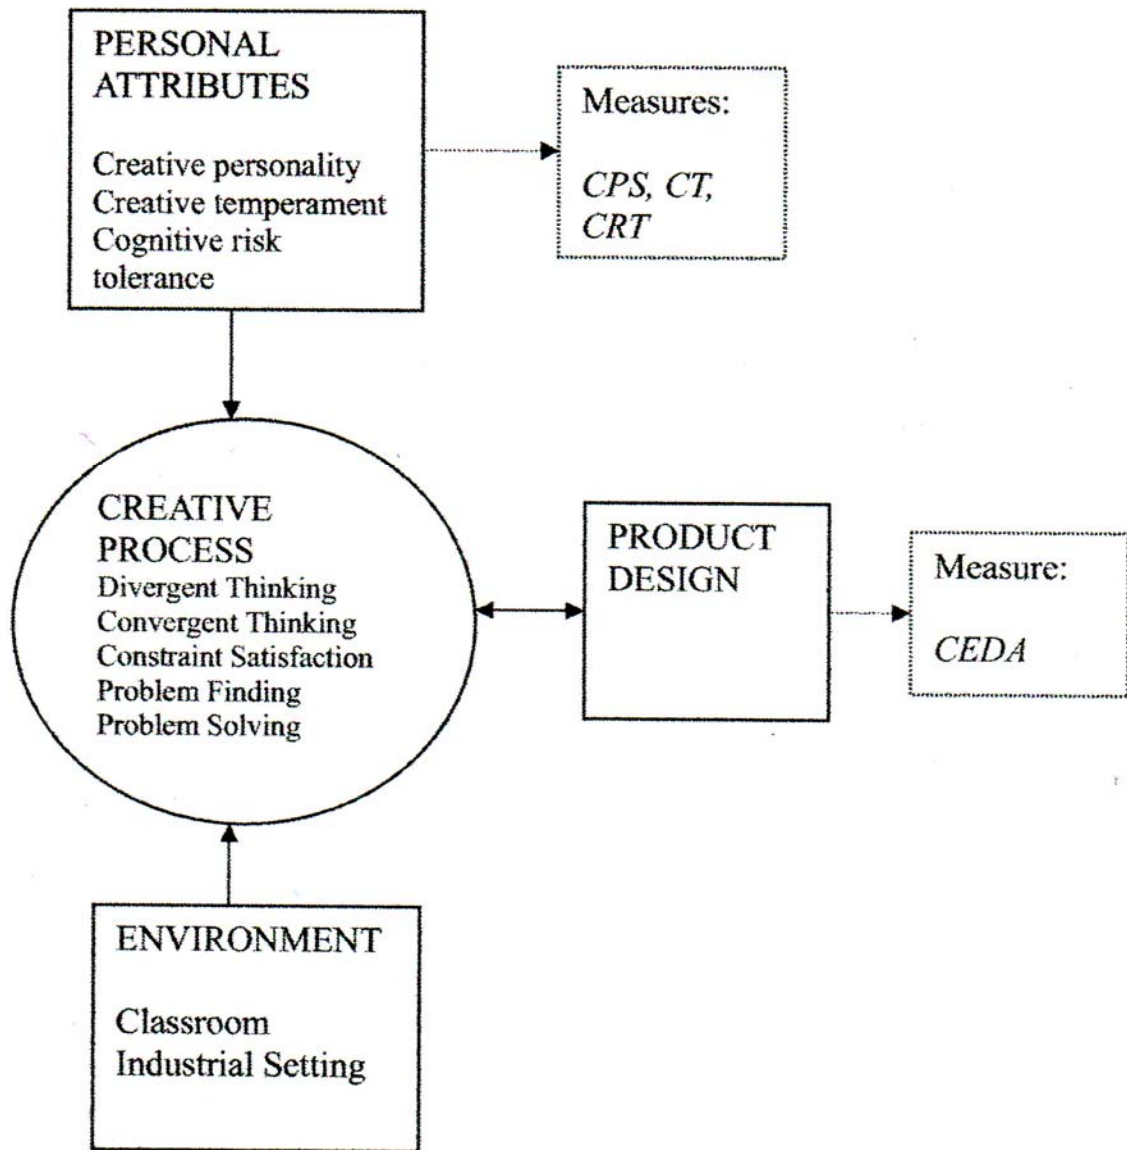 PERSONAL
ATTRIBUTES
Creative personality
Creative temperament
Cognitive risk
tolerance
Measures:
CPS, CT,
CRT
CREATIVE
PROCESS
Divergent Thinking
Convergent Thinking
Constraint Satisfaction
Problem Finding
Problem Solving
PRODUCT
DESIGN
Measure:
CEDA
ENVIRONMENT
Classroom
Industrial Setting